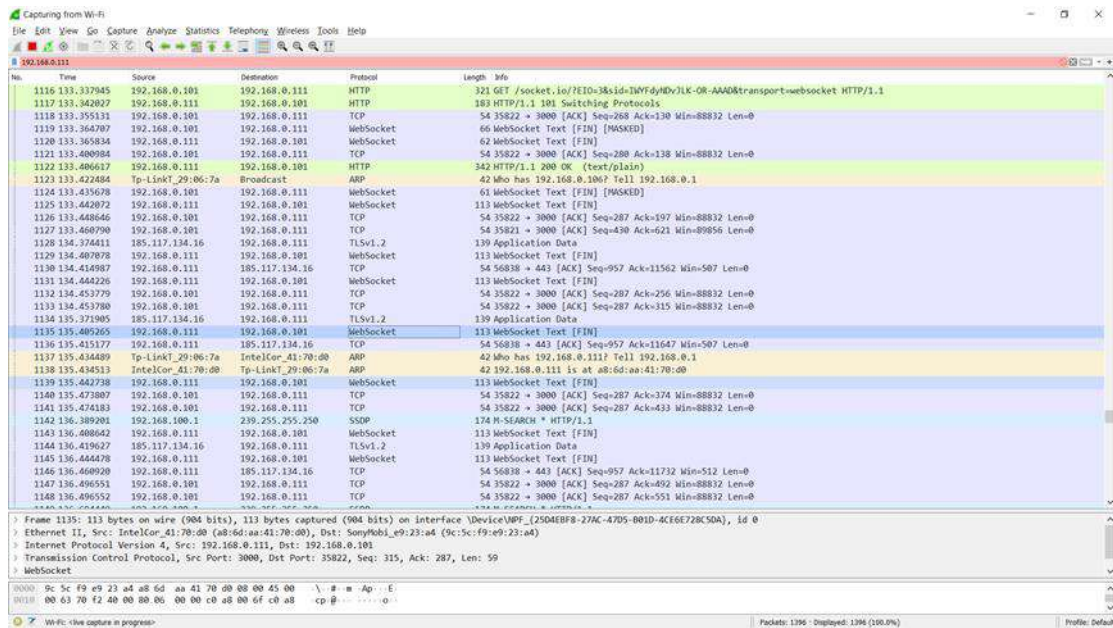 Capturing from Wi-Fi
File Edit View Go Capture Analyze Statistics Telephony Wireless Tools Help
192.168.0.111
No. Time Source Destination Protocol Length Info
1116 133.337945 192.168.0.101 192.168.0.111 HTTP 321 GET /socket.io/?EIO=3&sid=IWYFdyNDvJLK-OR-AAAD&transport=websocket HTTP/1.1
1117 133.342027 192.168.0.111 192.168.0.101 HTTP 183 HTTP/1.1 101 Switching Protocols
1118 133.355131 192.168.0.101 192.168.0.111 TCP 54 35822 → 3000 [ACK] Seq=268 Ack=130 Win=88832 Len=0
1119 133.364707 192.168.0.101 192.168.0.111 WebSocket 66 WebSocket Text [FIN] [MASKED]
1120 133.365834 192.168.0.111 192.168.0.101 WebSocket 62 WebSocket Text [FIN]
1121 133.400984 192.168.0.101 192.168.0.111 TCP 54 35822 → 3000 [ACK] Seq=280 Ack=138 Win=88832 Len=0
1122 133.406617 192.168.0.111 192.168.0.101 HTTP 342 HTTP/1.1 200 OK (text/plain)
1123 133.422484 Tp-LinkT_29:06:7a Broadcast ARP 42 Who has 192.168.0.106? Tell 192.168.0.1
1124 133.435678 192.168.0.101 192.168.0.111 WebSocket 61 WebSocket Text [FIN] [MASKED]
1125 133.442072 192.168.0.111 192.168.0.101 WebSocket 113 WebSocket Text [FIN]
1126 133.448646 192.168.0.101 192.168.0.111 TCP 54 35822 → 3000 [ACK] Seq=287 Ack=197 Win=88832 Len=0
1127 133.460790 192.168.0.101 192.168.0.111 TCP 54 35821 → 3000 [ACK] Seq=430 Ack=621 Win=89856 Len=0
1128 134.374411 185.117.134.16 192.168.0.111 TLSv1.2 139 Application Data
1129 134.407078 192.168.0.111 192.168.0.101 WebSocket 113 WebSocket Text [FIN]
1130 134.414987 192.168.0.111 185.117.134.16 TCP 54 56838 → 443 [ACK] Seq=957 Ack=11562 Win=507 Len=0
1131 134.444226 192.168.0.111 192.168.0.101 WebSocket 113 WebSocket Text [FIN]
1132 134.453779 192.168.0.101 192.168.0.111 TCP 54 35822 → 3000 [ACK] Seq=287 Ack=256 Win=88832 Len=0
1133 134.453780 192.168.0.101 192.168.0.111 TCP 54 35822 → 3000 [ACK] Seq=287 Ack=315 Win=88832 Len=0
1134 135.371905 185.117.134.16 192.168.0.111 TLSv1.2 139 Application Data
1135 135.405265 192.168.0.111 192.168.0.101 WebSocket 113 WebSocket Text [FIN]
1136 135.415177 192.168.0.111 185.117.134.16 TCP 54 56838 → 443 [ACK] Seq=957 Ack=11647 Win=507 Len=0
1137 135.434489 Tp-LinkT_29:06:7a IntelCor_41:70:d0 ARP 42 Who has 192.168.0.111? Tell 192.168.0.1
1138 135.434513 IntelCor_41:70:d0 Tp-LinkT_29:06:7a ARP 42 192.168.0.111 is at a8:6d:aa:41:70:d0
1139 135.442738 192.168.0.111 192.168.0.101 WebSocket 113 WebSocket Text [FIN]
1140 135.473807 192.168.0.101 192.168.0.111 TCP 54 35822 → 3000 [ACK] Seq=287 Ack=374 Win=88832 Len=0
1141 135.474183 192.168.0.101 192.168.0.111 TCP 54 35822 → 3000 [ACK] Seq=287 Ack=433 Win=88832 Len=0
1142 136.389201 192.168.100.1 239.255.255.250 SSDP 174 M-SEARCH * HTTP/1.1
1143 136.408642 192.168.0.111 192.168.0.101 WebSocket 113 WebSocket Text [FIN]
1144 136.419627 185.117.134.16 192.168.0.111 TLSv1.2 139 Application Data
1145 136.444478 192.168.0.111 192.168.0.101 WebSocket 113 WebSocket Text [FIN]
1146 136.460920 192.168.0.111 185.117.134.16 TCP 54 56838 → 443 [ACK] Seq=957 Ack=11732 Win=512 Len=0
1147 136.496551 192.168.0.101 192.168.0.111 TCP 54 35822 → 3000 [ACK] Seq=287 Ack=492 Win=88832 Len=0
1148 136.496552 192.168.0.101 192.168.0.111 TCP 54 35822 → 3000 [ACK] Seq=287 Ack=551 Win=88832 Len=0
> Frame 1135: 113 bytes on wire (904 bits), 113 bytes captured (904 bits) on interface \Device\NPF_{25D4EBF8-27AC-47D5-B01D-4CE6E728C5DA}, id 0
> Ethernet II, Src: IntelCor_41:70:d0 (a8:6d:aa:41:70:d0), Dst: SonyMobi_e9:23:a4 (9c:5c:f9:e9:23:a4)
> Internet Protocol Version 4, Src: 192.168.0.111, Dst: 192.168.0.101
> Transmission Control Protocol, Src Port: 3000, Dst Port: 35822, Seq: 315, Ack: 287, Len: 59
> WebSocket
0000 9c 5c f9 e9 23 a4 a8 6d aa 41 70 d0 08 00 45 00 ·\··#··m ·Ap···E·
0010 00 63 70 f2 40 00 80 06 00 00 c0 a8 00 6f c0 a8 ·cp·@··· ·····o··
Wi-Fi: <live capture in progress> Packets: 1396 · Displayed: 1396 (100.0%) Profile: Default